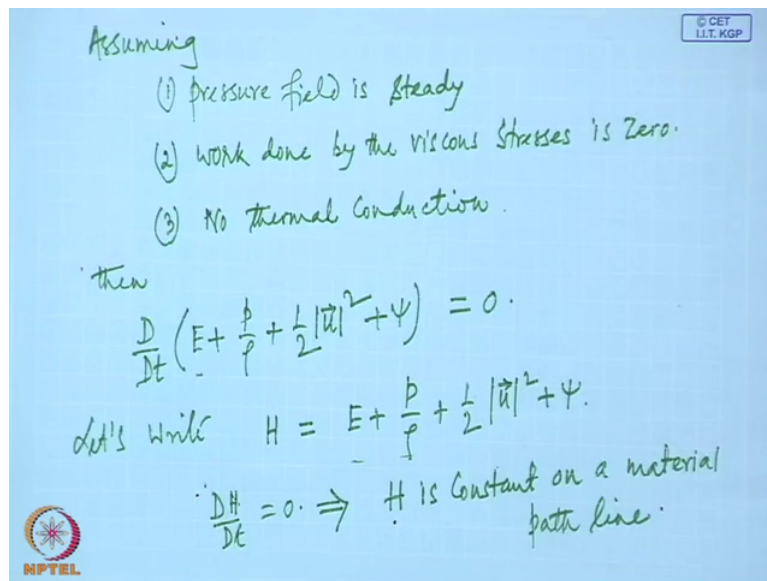 © CET
I.I.T. KGP
Assuming
(1) pressure field is steady
(2) work done by the viscous stresses is zero.
(3) No thermal conduction.
then
D/Dt (E + p/ρ + 1/2 |u⃗|² + Ψ) = 0.
Let's write H = E + p/ρ + 1/2 |u⃗|² + Ψ.
∴ DH/Dt = 0. ⇒ H is constant on a material
path line.
NPTEL